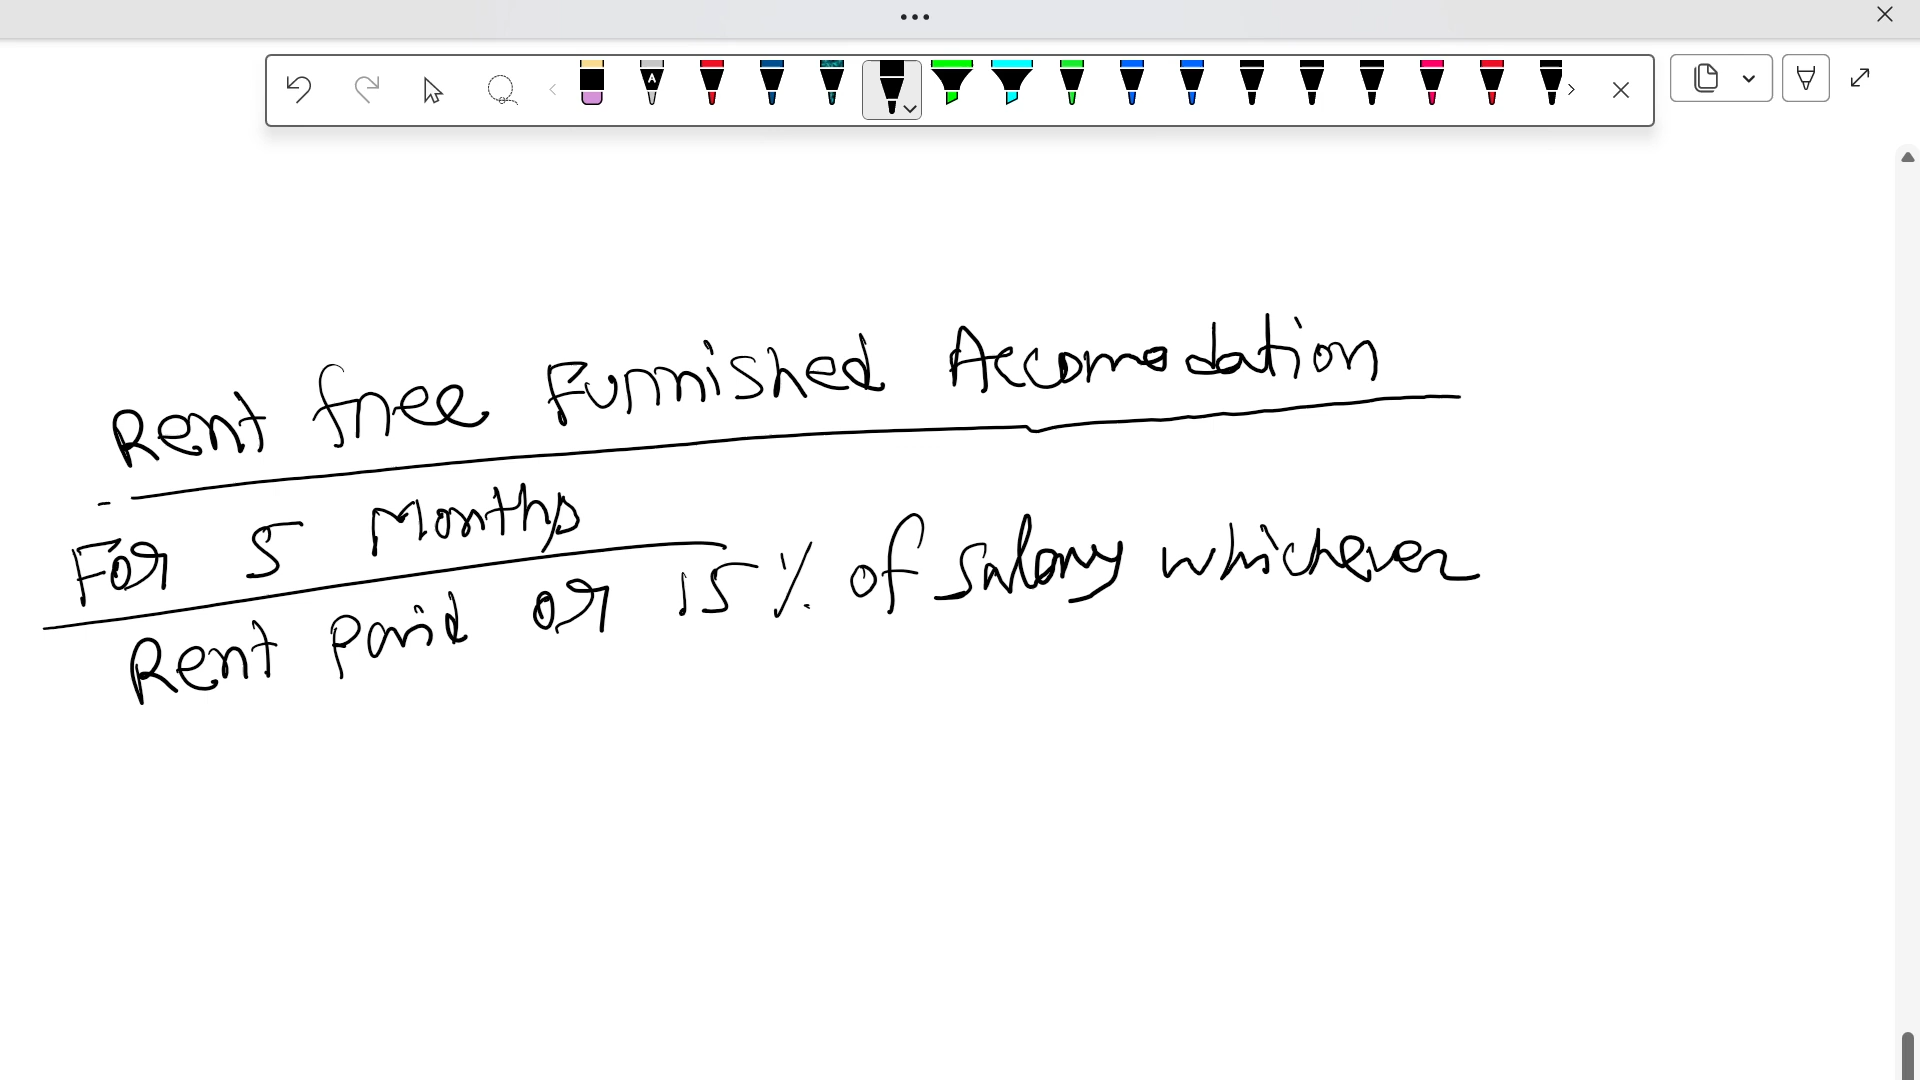 Rent free Furnished Accomodation
For 5 Months
Rent paid or 15% of salary whichever